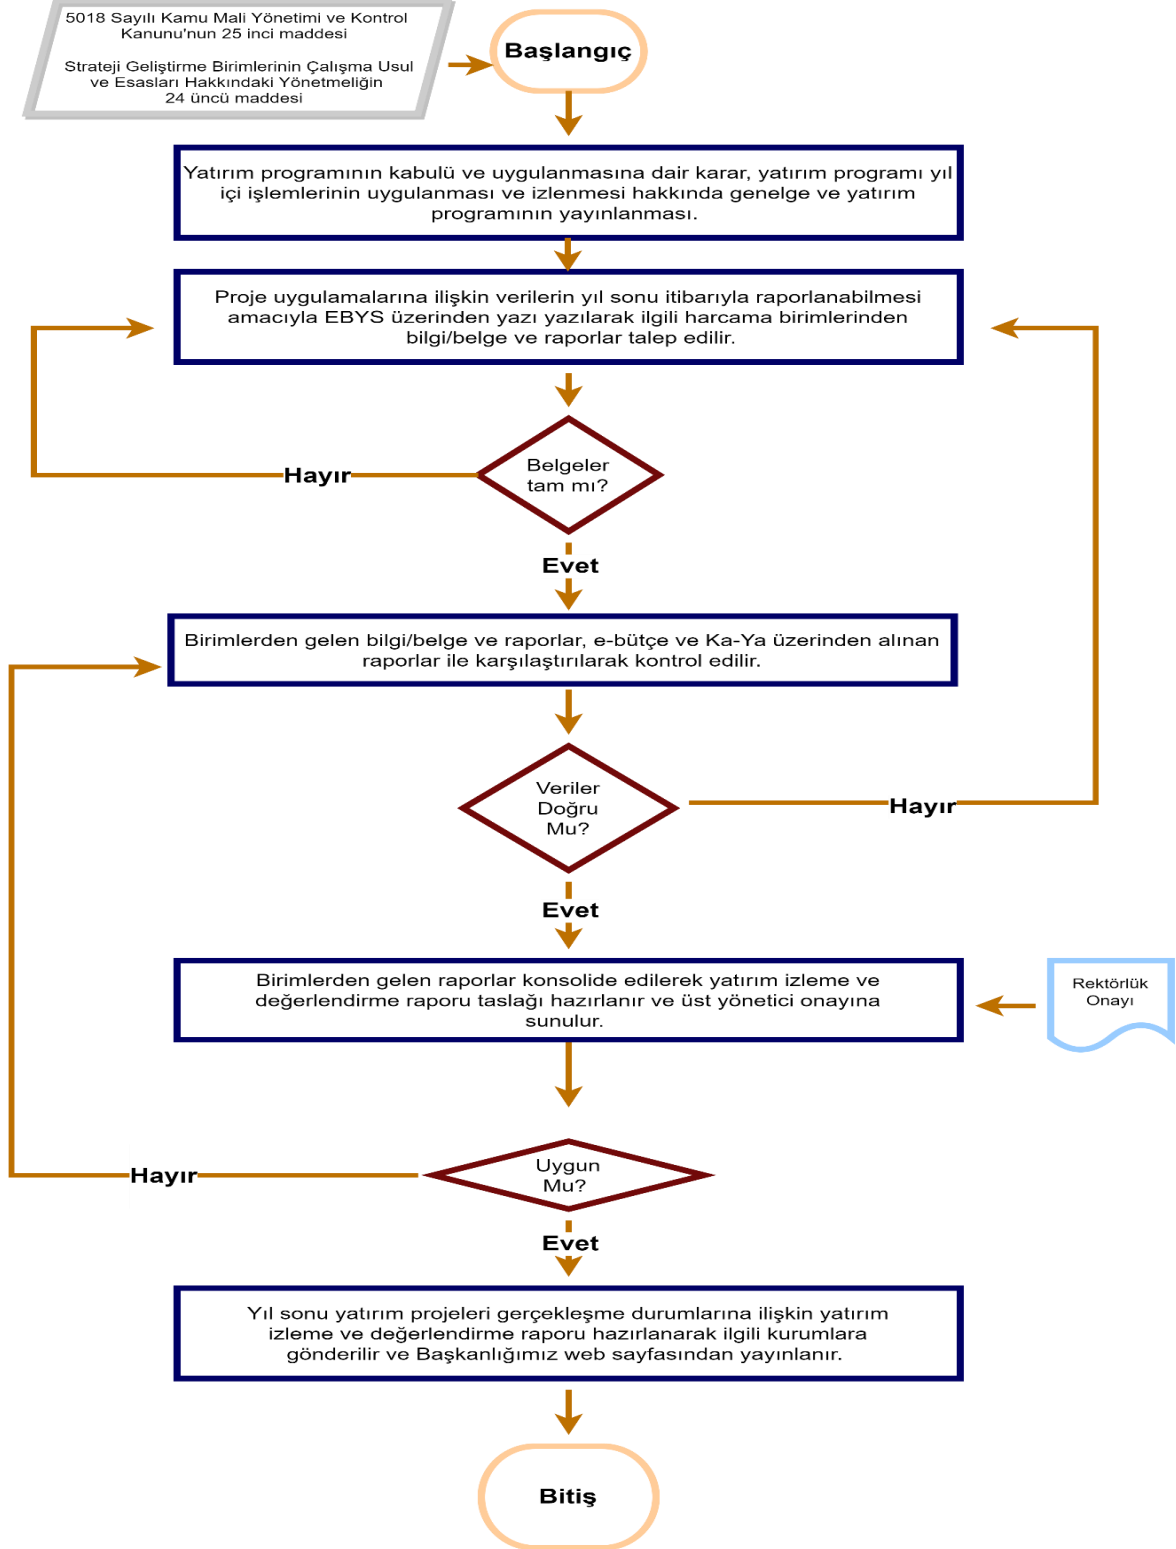 5018 Sayılı Kamu Mali Yönetimi ve Kontrol
Kanunu'nun 25 inci maddesi
Strateji Geliştirme Birimlerinin Çalışma Usul
ve Esasları Hakkındaki Yönetmeliğin
24 üncü maddesi
Başlangıç
Yatırım programının kabulü ve uygulanmasına dair karar, yatırım programı yıl
içi işlemlerinin uygulanması ve izlenmesi hakkında genelge ve yatırım
programının yayınlanması.
Proje uygulamalarına ilişkin verilerin yıl sonu itibarıyla raporlanabilmesi
amacıyla EBYS üzerinden yazı yazılarak ilgili harcama birimlerinden
bilgi/belge ve raporlar talep edilir.
Belgeler
tam mı?
Hayır
Evet
Birimlerden gelen bilgi/belge ve raporlar, e-bütçe ve Ka-Ya üzerinden alınan
raporlar ile karşılaştırılarak kontrol edilir.
Veriler
Doğru
Mu?
Hayır
Evet
Birimlerden gelen raporlar konsolide edilerek yatırım izleme ve
değerlendirme raporu taslağı hazırlanır ve üst yönetici onayına
sunulur.
Rektörlük
Onayı
Uygun
Mu?
Hayır
Evet
Yıl sonu yatırım projeleri gerçekleşme durumlarına ilişkin yatırım
izleme ve değerlendirme raporu hazırlanarak ilgili kurumlara
gönderilir ve Başkanlığımız web sayfasından yayınlanır.
Bitiş